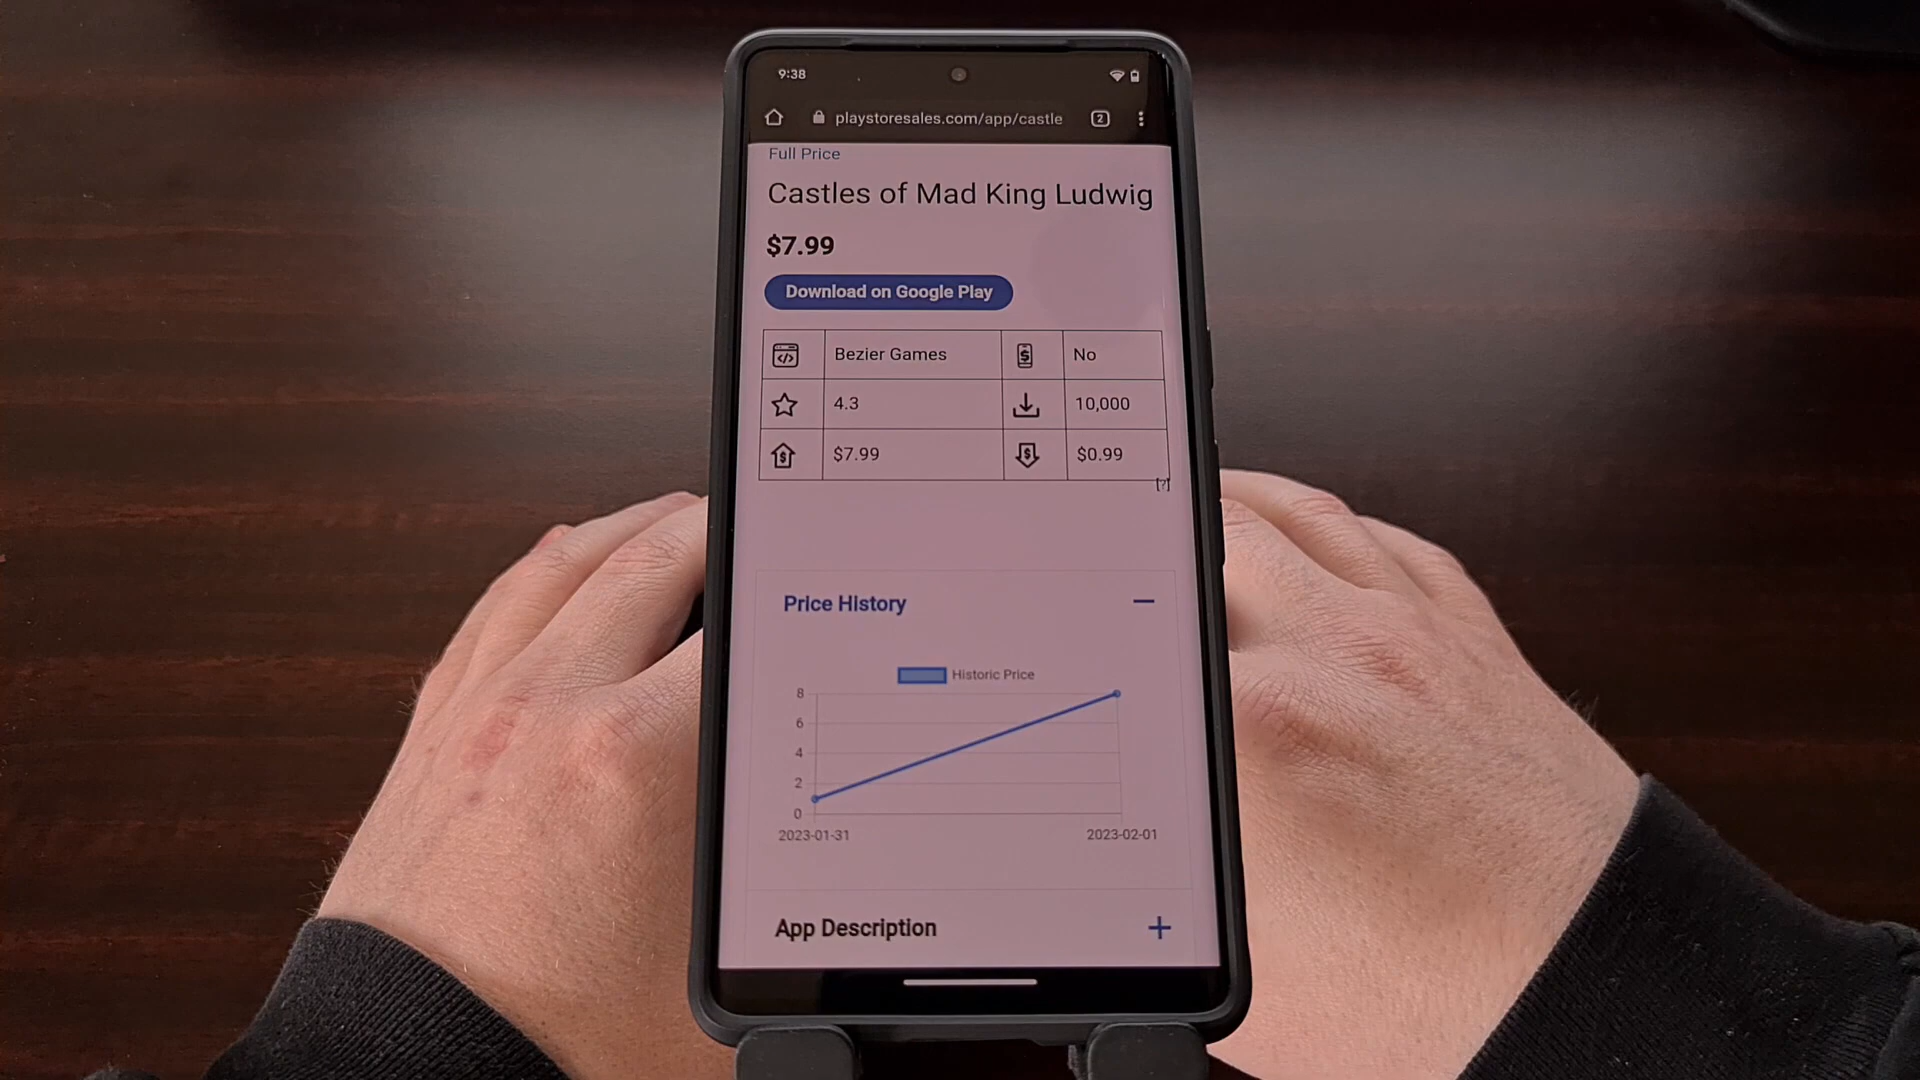 9:38
playstoresales.com/app/castle
2
Full Price
Castles of Mad King Ludwig
$7.99
Download on Google Play
Bezier Games
No
4.3
10,000
$7.99
$0.99
[?]
Price History
Historic Price
8
6
4
2
0
2023-01-31
2023-02-01
App Description